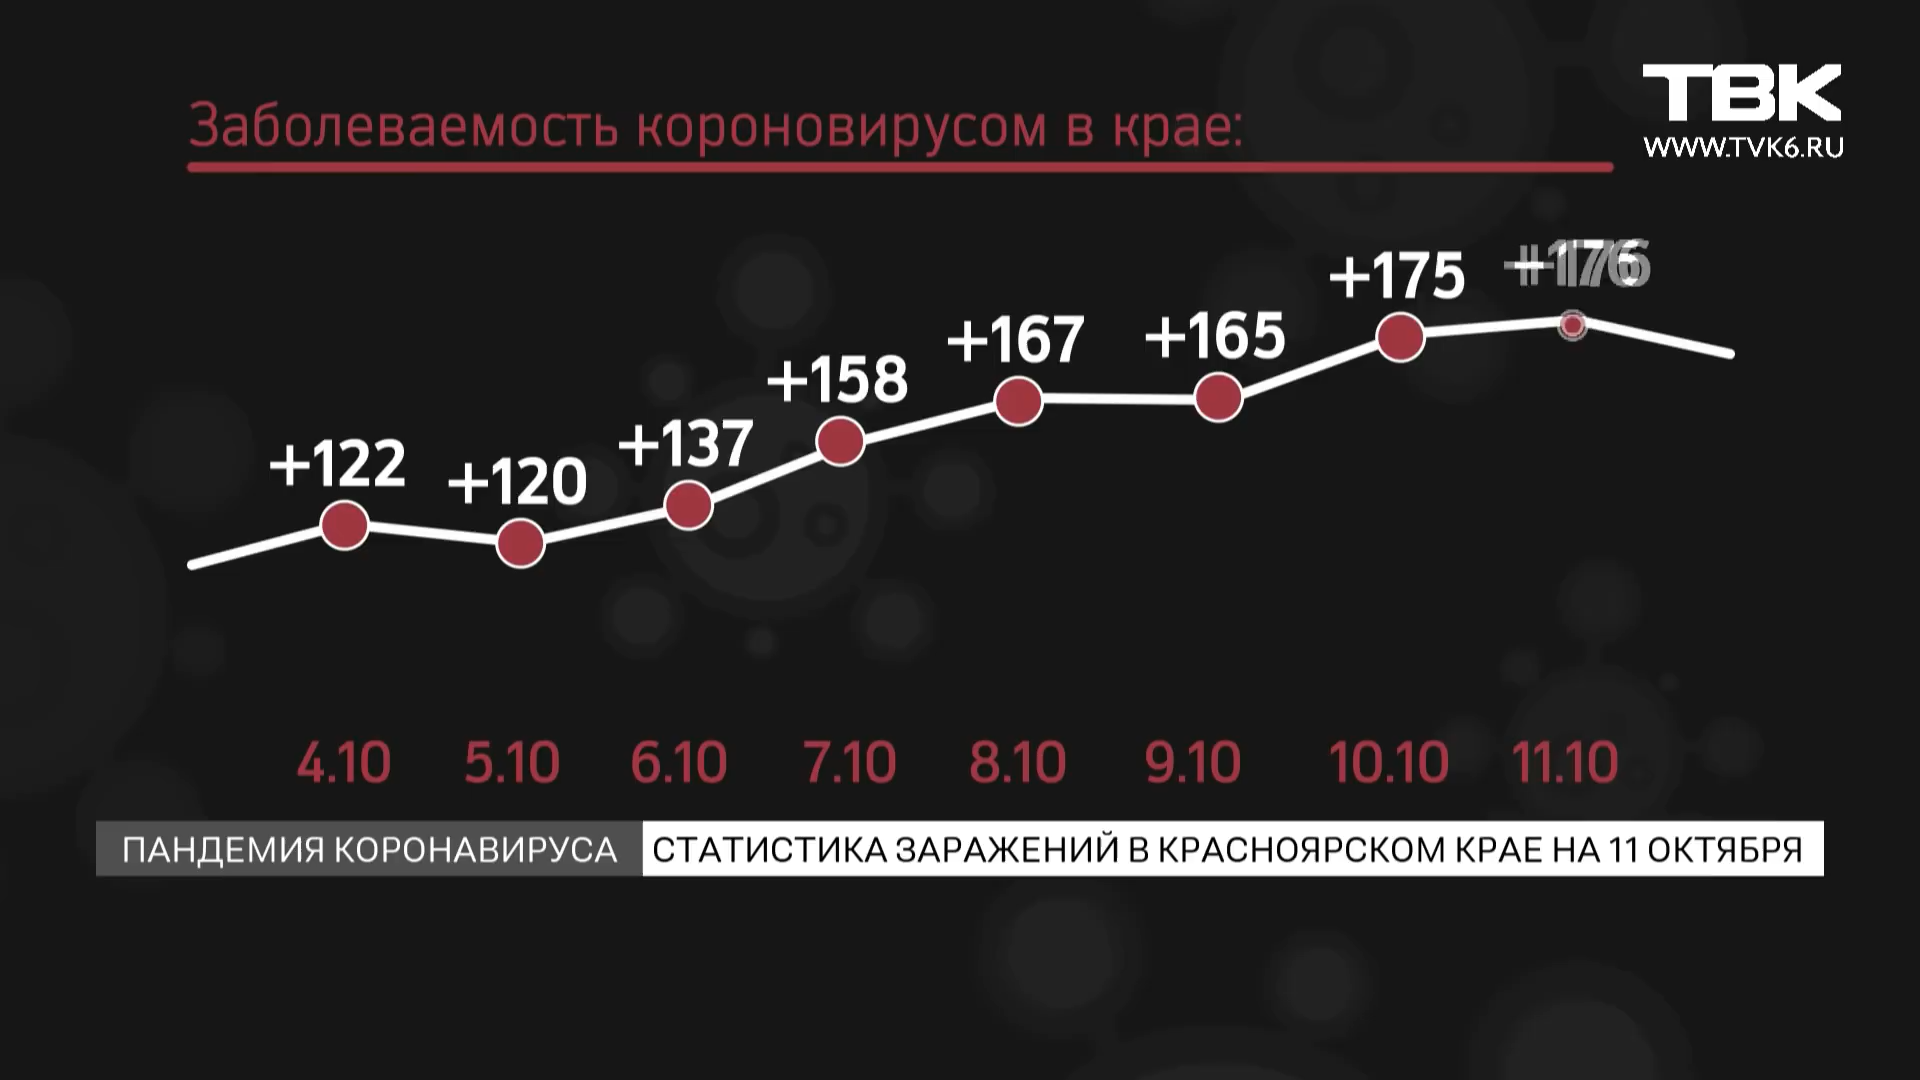 ТВК
WWW.TVK6.RU
Заболеваемость короновирусом в крае:
+122
+120
+137
+158
+167
+165
+175
+176
4.10 5.10 6.10 7.10 8.10 9.10 10.10 11.10
ПАНДЕМИЯ КОРОНАВИРУСА СТАТИСТИКА ЗАРАЖЕНИЙ В КРАСНОЯРСКОМ КРАЕ НА 11 ОКТЯБРЯ